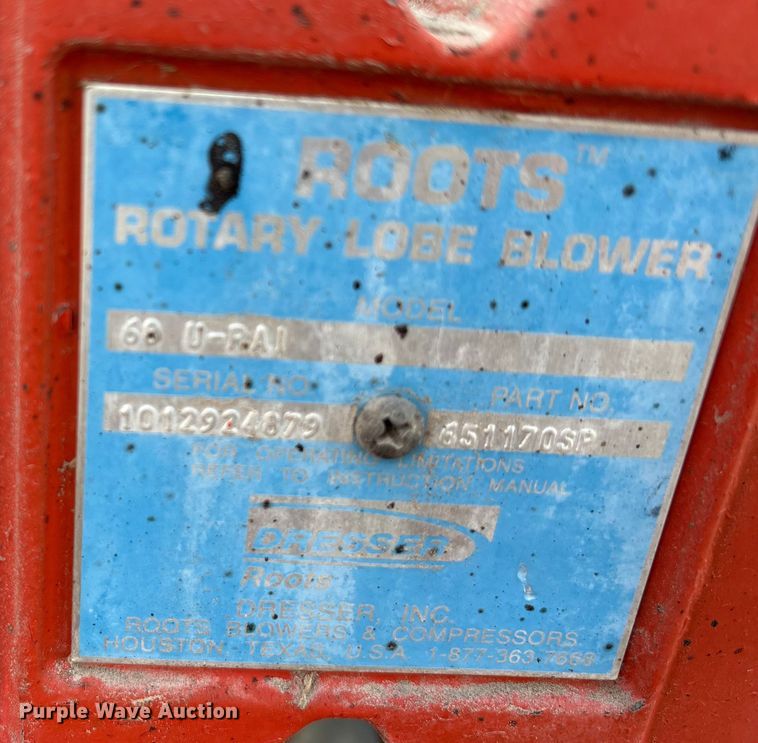 ROOTS™
ROTARY LOBE BLOWER
MODEL
68 U-RAI
SERIAL NO.
PART NO.
1012924879
651170SP
FOR OPERATING LIMITATIONS
REFER TO INSTRUCTION MANUAL
DRESSER
Roots
DRESSER, INC.
ROOTS BLOWERS & COMPRESSORS
HOUSTON, TEXAS, U.S.A. 1-877-363-7668
Purple Wave Auction